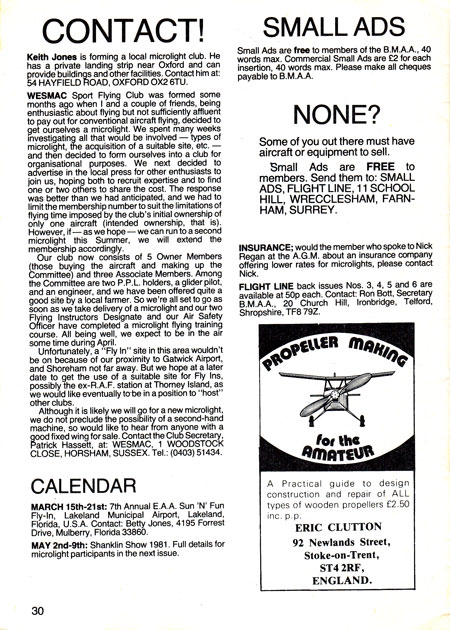 CONTACT!
Keith Jones is forming a local microlight club. He
has a private landing strip near Oxford and can
provide buildings and other facilities. Contact him at:
54 HAYFIELD ROAD, OXFORD OX2 6TU.
WESMAC Sport Flying Club was formed some
months ago when I and a couple of friends, being
enthusiastic about flying but not sufficiently affluent
to pay out for conventional aircraft flying, decided to
get ourselves a microlight. We spent many weeks
investigating all that would be involved — types of
microlight, the acquisition of a suitable site, etc. —
and then decided to form ourselves into a club for
organisational purposes. We next decided to
advertise in the local press for other enthusiasts to
join us, hoping both to recruit expertise and to find
one or two others to share the cost. The response
was better than we had anticipated, and we had to
limit the membership number to suit the limitations of
flying time imposed by the club's initial ownership of
only one aircraft (intended ownership, that is).
However, if — as we hope — we can run to a second
microlight this Summer, we will extend the
membership accordingly.
Our club now consists of 5 Owner Members
(those buying the aircraft and making up the
Committee) and three Associate Members. Among
the Committee are two P.P.L. holders, a glider pilot,
and an engineer, and we have been offered quite a
good site by a local farmer. So we're all set to go as
soon as we take delivery of a microlight and our two
Flying Instructors Designate and our Air Safety
Officer have completed a microlight flying training
course. All being well, we expect to be in the air
some time during April.
Unfortunately, a "Fly In" site in this area wouldn't
be on because of our proximity to Gatwick Airport,
and Shoreham not far away. But we hope at a later
date to get the use of a suitable site for Fly Ins,
possibly the ex-R.A.F. station at Thorney Island, as
we would like eventually to be in a position to "host"
other clubs.
Although it is likely we will go for a new microlight,
we do not preclude the possibility of a second-hand
machine, so would like to hear from anyone with a
good fixed wing for sale. Contact the Club Secretary,
Patrick Hassett, at: WESMAC, 1 WOODSTOCK
CLOSE, HORSHAM, SUSSEX. Tel.: (0403) 51434.
CALENDAR
MARCH 15th-21st: 7th Annual E.A.A. Sun 'N' Fun
Fly-In, Lakeland Municipal Airport, Lakeland,
Florida, U.S.A. Contact: Betty Jones, 4195 Forrest
Drive, Mulberry, Florida 33860.
MAY 2nd-9th: Shanklin Show 1981. Full details for
microlight participants in the next issue.
30
SMALL ADS
Small Ads are free to members of the B.M.A.A., 40
words max. Commercial Small Ads are £2 for each
insertion, 40 words max. Please make all cheques
payable to B.M.A.A.
NONE?
Some of you out there must have
aircraft or equipment to sell.
Small Ads are FREE to
members. Send them to: SMALL
ADS, FLIGHT LINE, 11 SCHOOL
HILL, WRECCLESHAM, FARN-
HAM, SURREY.
INSURANCE; would the member who spoke to Nick
Regan at the A.G.M. about an insurance company
offering lower rates for microlights, please contact
Nick.
FLIGHT LINE back issues Nos. 3, 4, 5 and 6 are
available at 50p each. Contact: Ron Bott, Secretary
B.M.A.A., 20 Church Hill, Ironbridge, Telford,
Shropshire, TF8 79Z.
PROPELLER MAKING
for the
AMATEUR
A Practical guide to design
construction and repair of ALL
types of wooden propellers £2.50
inc. p.p.
ERIC CLUTTON
92 Newlands Street,
Stoke-on-Trent,
ST4 2RF,
ENGLAND.